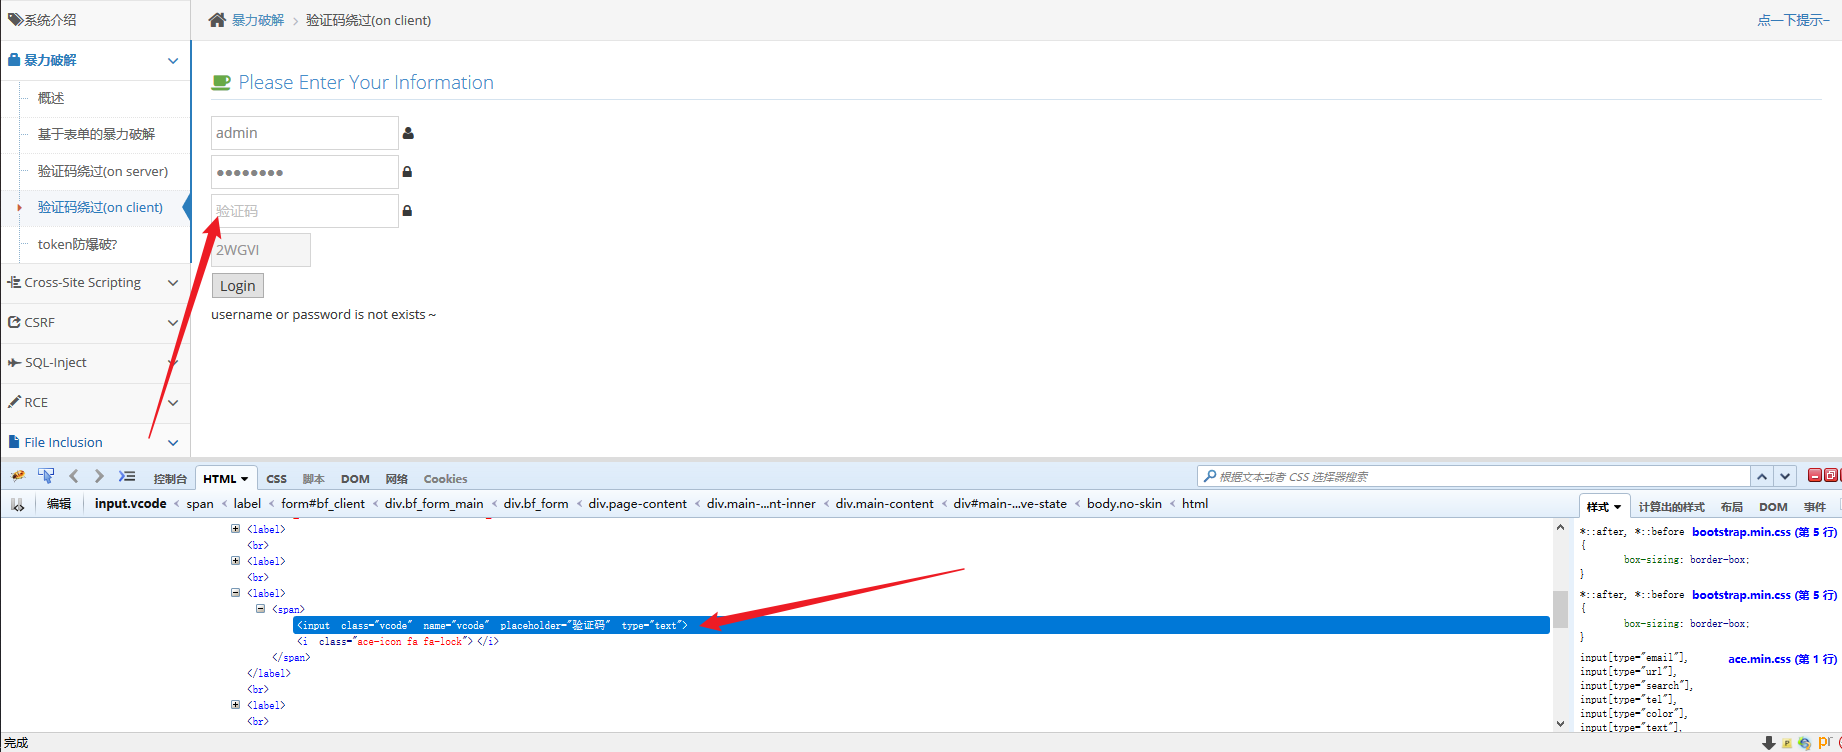 系统介绍
暴力破解 › 验证码绕过(on client)
点一下提示~
暴力破解
概述
基于表单的暴力破解
验证码绕过(on server)
验证码绕过(on client)
token防爆破?
Cross-Site Scripting
CSRF
SQL-Inject
RCE
File Inclusion
Please Enter Your Information
admin
••••••••
验证码
2WGVI
Login
username or password is not exists～
控制台 HTML CSS 脚本 DOM 网络 Cookies
根据文本或者 CSS 选择器搜索
编辑 input.vcode < span < label < form#bf_client < div.bf_form_main < div.bf_form < div.page-content < div.main-...nt-inner < div.main-content < div#main-...ve-state < body.no-skin < html
样式 计算出的样式 布局 DOM 事件
<label>
<br>
<label>
<br>
<label>
<span>
<input class="vcode" name="vcode" placeholder="验证码" type="text">
<i class="ace-icon fa fa-lock"> </i>
</span>
</label>
<br>
<label>
<br>
*::after, *::before bootstrap.min.css (第 5 行)
{
box-sizing: border-box;
}
*::after, *::before bootstrap.min.css (第 5 行)
{
box-sizing: border-box;
}
input[type="email"], ace.min.css (第 1 行)
input[type="url"],
input[type="search"],
input[type="tel"],
input[type="color"],
input[type="text"],
完成